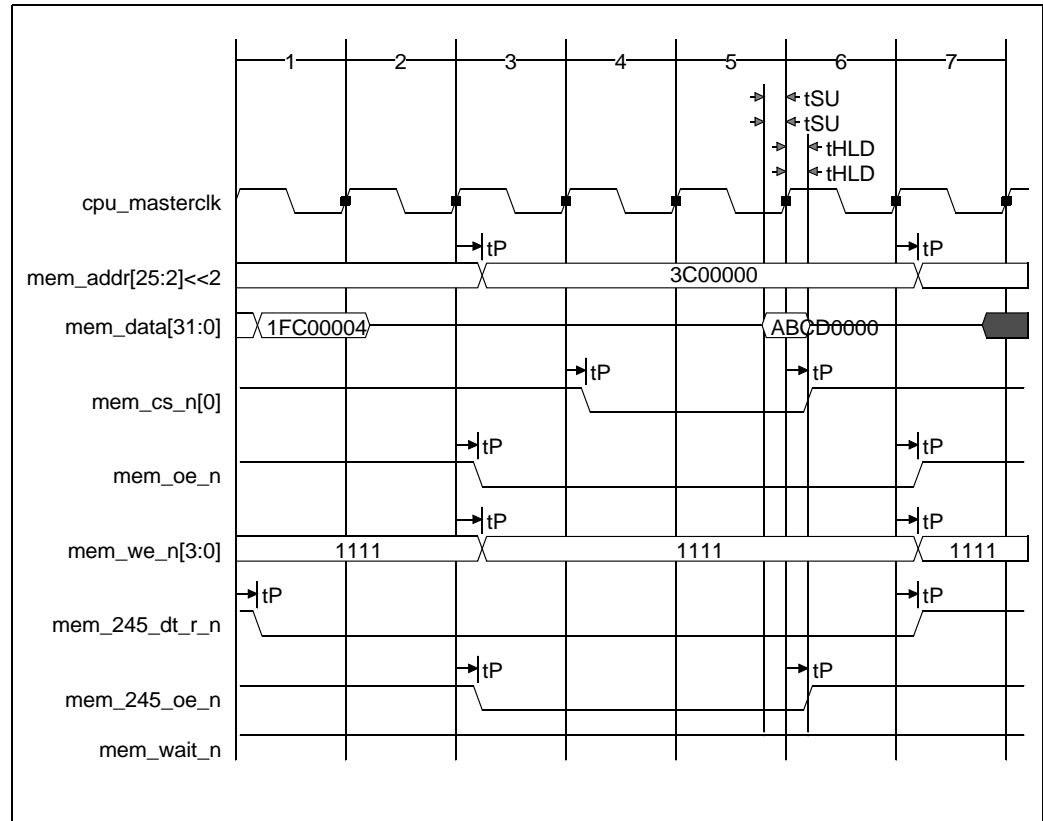 1 2 3 4 5 6 7
tSU
tSU
tHLD
tHLD
cpu_masterclk
tP tP
mem_addr[25:2]<<2 3C00000
mem_data[31:0] 1FC00004 ABCD0000
tP tP
mem_cs_n[0]
tP tP
mem_oe_n
tP tP
mem_we_n[3:0] 1111 1111 1111
tP tP
mem_245_dt_r_n
tP tP
mem_245_oe_n
mem_wait_n